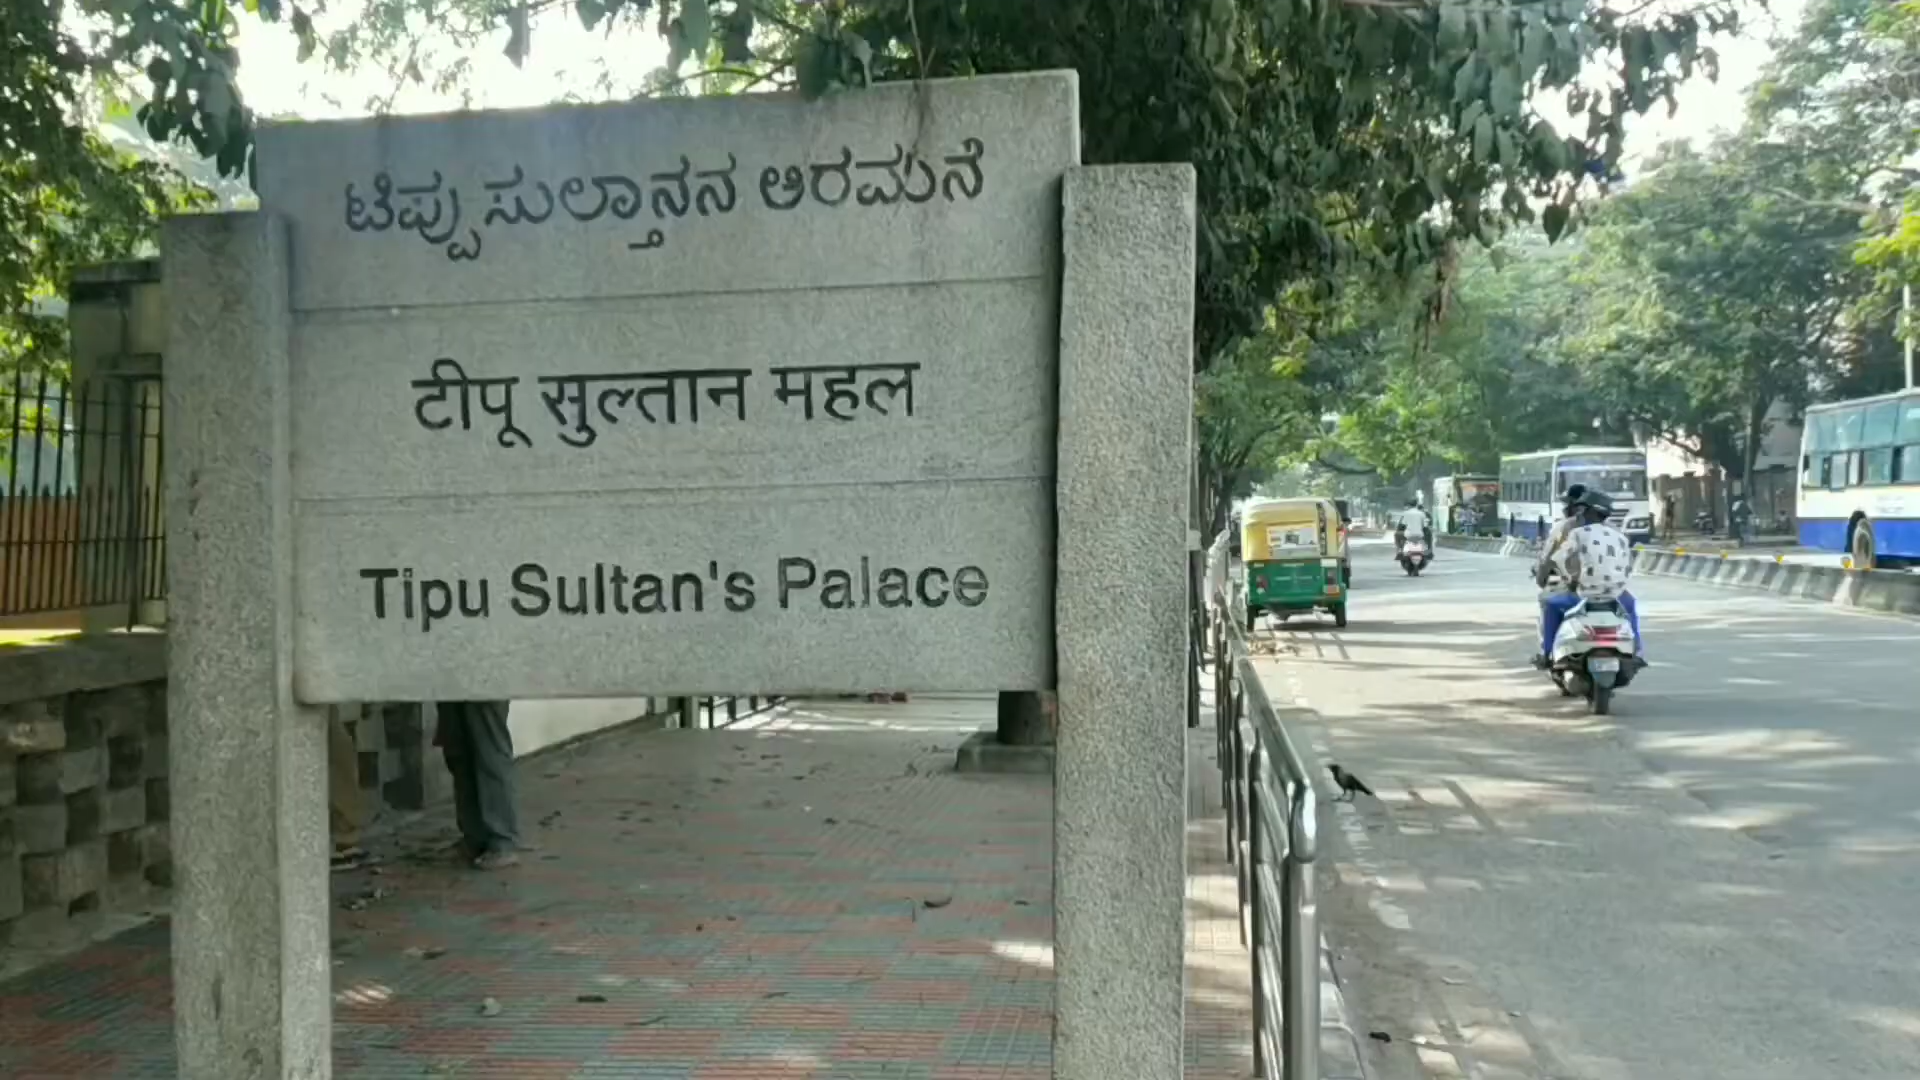 ಟಿಪ್ಪು ಸುಲ್ತಾನನ ಅರಮನೆ
टीपू सुल्तान महल
Tipu Sultan's Palace